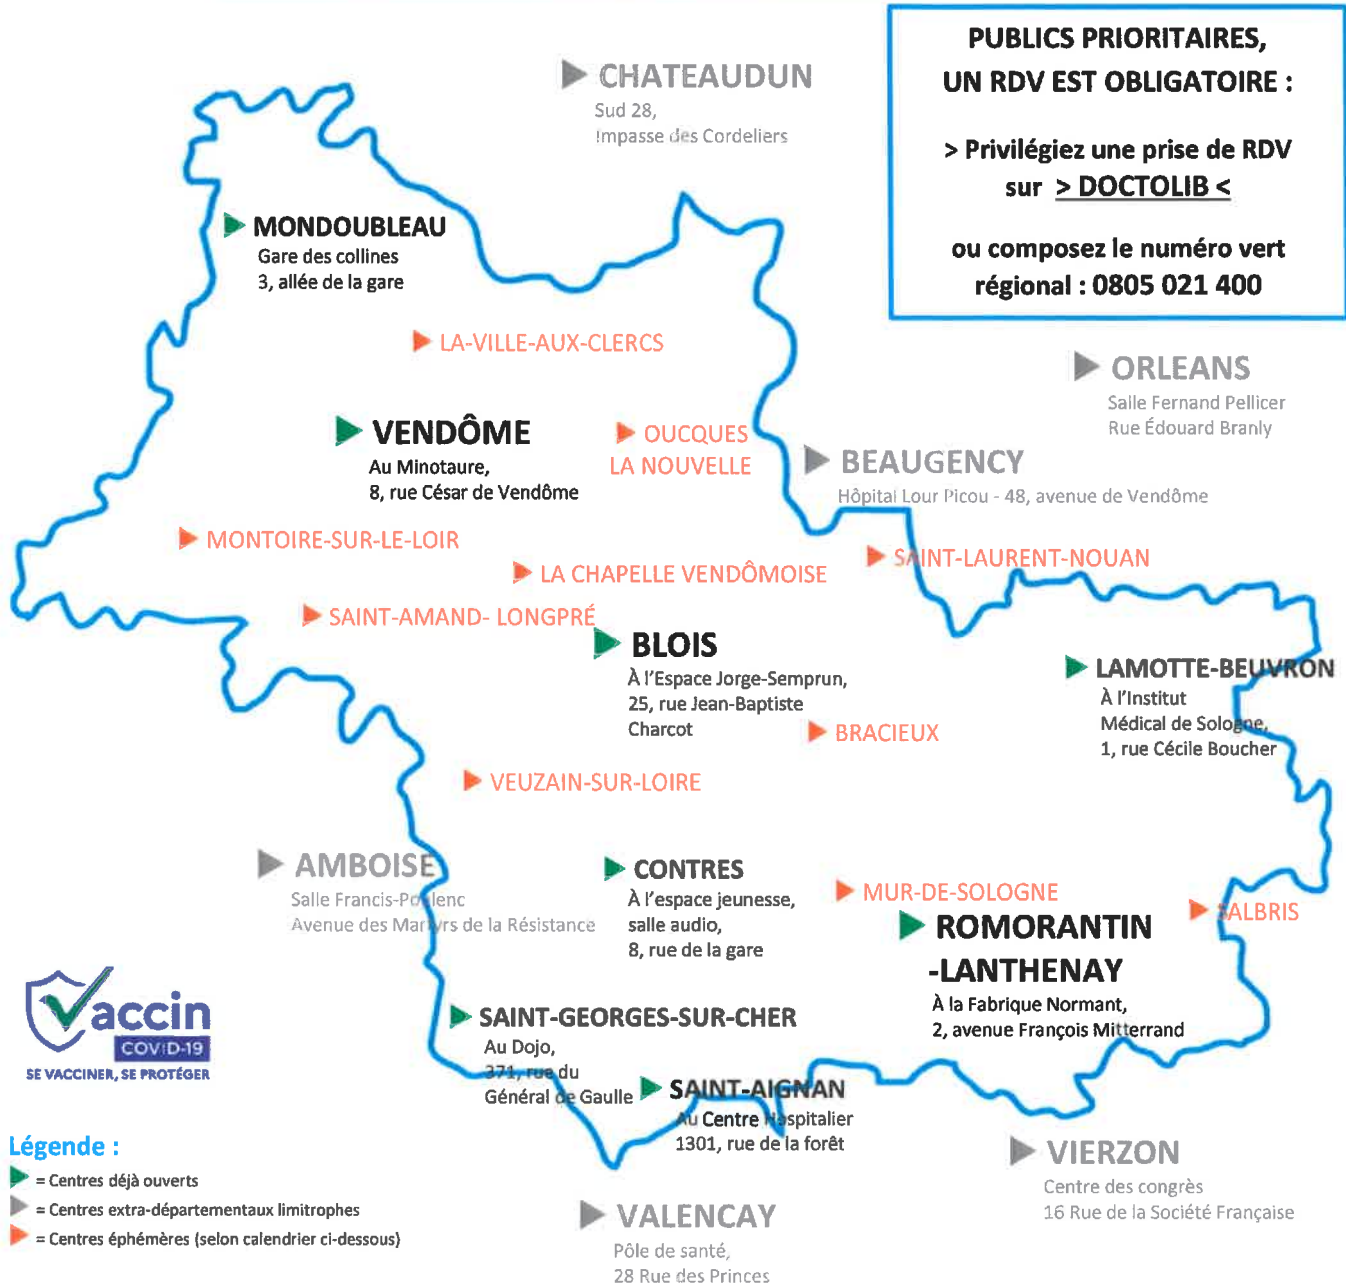 PUBLICS PRIORITAIRES,
UN RDV EST OBLIGATOIRE :
> Privilégiez une prise de RDV
sur > DOCTOLIB <
ou composez le numéro vert
régional : 0805 021 400
CHATEAUDUN
Sud 28,
Impasse des Cordeliers
MONDOUBLEAU
Gare des collines
3, allée de la gare
LA-VILLE-AUX-CLERCS
ORLEANS
Salle Fernand Pellicer
Rue Édouard Branly
VENDÔME
Au Minotaure,
8, rue César de Vendôme
OUCQUES
LA NOUVELLE
BEAUGENCY
Hôpital Lour Picou - 48, avenue de Vendôme
MONTOIRE-SUR-LE-LOIR
LA CHAPELLE VENDÔMOISE
SAINT-LAURENT-NOUAN
SAINT-AMAND- LONGPRÉ
BLOIS
À l'Espace Jorge-Semprun,
25, rue Jean-Baptiste
Charcot
LAMOTTE-BEUVRON
À l'Institut
Médical de Sologne,
1, rue Cécile Boucher
BRACIEUX
VEUZAIN-SUR-LOIRE
AMBOISE
Salle Francis-Poulenc
Avenue des Martyrs de la Résistance
CONTRES
À l'espace jeunesse,
salle audio,
8, rue de la gare
MUR-DE-SOLOGNE
SALBRIS
ROMORANTIN
-LANTHENAY
À la Fabrique Normant,
2, avenue François Mitterrand
Vaccin
COVID-19
SE VACCINER, SE PROTÉGER
SAINT-GEORGES-SUR-CHER
Au Dojo,
371, rue du
Général de Gaulle
SAINT-AIGNAN
Au Centre Hospitalier
1301, rue de la forêt
Légende :
= Centres déjà ouverts
= Centres extra-départementaux limitrophes
= Centres éphémères (selon calendrier ci-dessous)
VIERZON
Centre des congrès
16 Rue de la Société Française
VALENCAY
Pôle de santé,
28 Rue des Princes